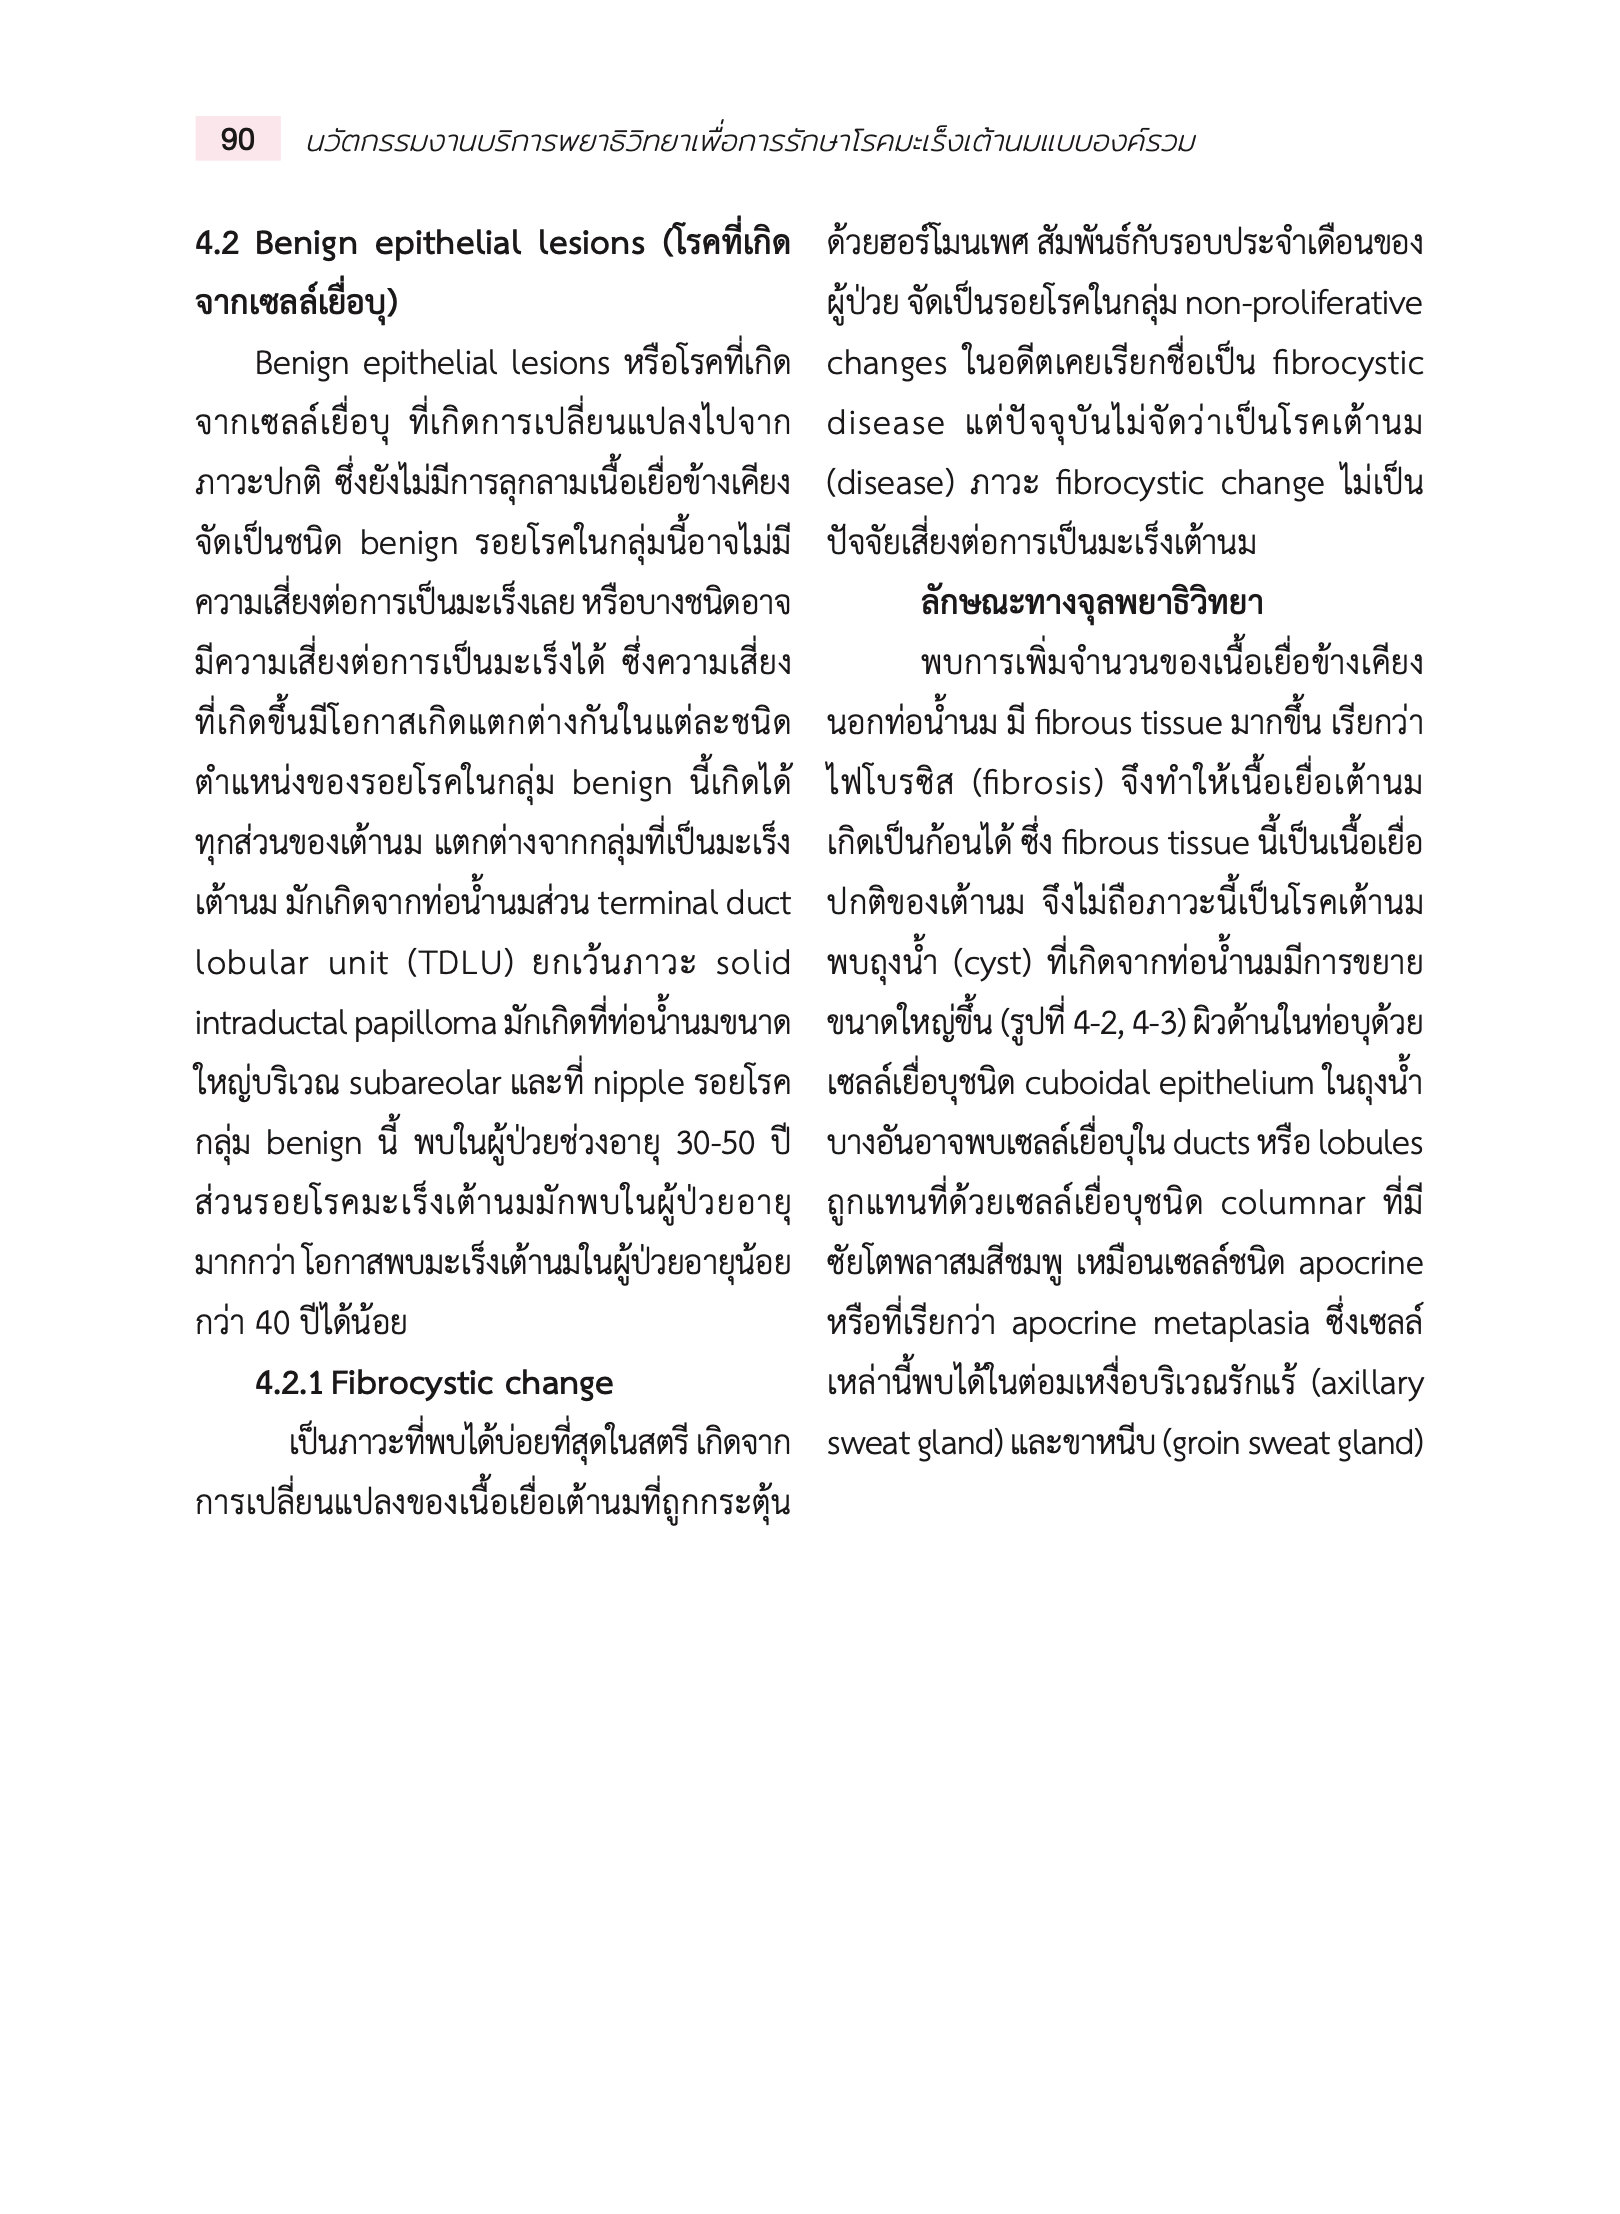 90 นวัตกรรมงานบริการพยาธิวิทยาเพื่อการรักษาโรคมะเร็งเต้านมแบบองค์รวม
4.2 Benign epithelial lesions (โรคที่เกิด
จากเซลล์เยื่อบุ)
Benign epithelial lesions หรือโรคที่เกิด
จากเซลล์เยื่อบุ ที่เกิดการเปลี่ยนแปลงไปจาก
ภาวะปกติ ซึ่งยังไม่มีการลุกลามเนื้อเยื่อข้างเคียง
จัดเป็นชนิด benign รอยโรคในกลุ่มนี้อาจไม่มี
ความเสี่ยงต่อการเป็นมะเร็งเลย หรือบางชนิดอาจ
มีความเสี่ยงต่อการเป็นมะเร็งได้ ซึ่งความเสี่ยง
ที่เกิดขึ้นมีโอกาสเกิดแตกต่างกันในแต่ละชนิด
ตำแหน่งของรอยโรคในกลุ่ม benign นี้เกิดได้
ทุกส่วนของเต้านม แตกต่างจากกลุ่มที่เป็นมะเร็ง
เต้านม มักเกิดจากท่อน้ำนมส่วน terminal duct
lobular unit (TDLU) ยกเว้นภาวะ solid
intraductal papilloma มักเกิดที่ท่อน้ำนมขนาด
ใหญ่บริเวณ subareolar และที่ nipple รอยโรค
กลุ่ม benign นี้ พบในผู้ป่วยช่วงอายุ 30-50 ปี
ส่วนรอยโรคมะเร็งเต้านมมักพบในผู้ป่วยอายุ
มากกว่า โอกาสพบมะเร็งเต้านมในผู้ป่วยอายุน้อย
กว่า 40 ปีได้น้อย
4.2.1 Fibrocystic change
เป็นภาวะที่พบได้บ่อยที่สุดในสตรี เกิดจาก
การเปลี่ยนแปลงของเนื้อเยื่อเต้านมที่ถูกกระตุ้น
ด้วยฮอร์โมนเพศ สัมพันธ์กับรอบประจำเดือนของ
ผู้ป่วย จัดเป็นรอยโรคในกลุ่ม non-proliferative
changes ในอดีตเคยเรียกชื่อเป็น fibrocystic
disease แต่ปัจจุบันไม่จัดว่าเป็นโรคเต้านม
(disease) ภาวะ fibrocystic change ไม่เป็น
ปัจจัยเสี่ยงต่อการเป็นมะเร็งเต้านม
ลักษณะทางจุลพยาธิวิทยา
พบการเพิ่มจำนวนของเนื้อเยื่อข้างเคียง
นอกท่อน้ำนม มี fibrous tissue มากขึ้น เรียกว่า
ไฟโบรซิส (fibrosis) จึงทำให้เนื้อเยื่อเต้านม
เกิดเป็นก้อนได้ ซึ่ง fibrous tissue นี้เป็นเนื้อเยื่อ
ปกติของเต้านม จึงไม่ถือภาวะนี้เป็นโรคเต้านม
พบถุงน้ำ (cyst) ที่เกิดจากท่อน้ำนมมีการขยาย
ขนาดใหญ่ขึ้น (รูปที่ 4-2, 4-3) ผิวด้านในท่อบุด้วย
เซลล์เยื่อบุชนิด cuboidal epithelium ในถุงน้ำ
บางอันอาจพบเซลล์เยื่อบุใน ducts หรือ lobules
ถูกแทนที่ด้วยเซลล์เยื่อบุชนิด columnar ที่มี
ซัยโตพลาสมสีชมพู เหมือนเซลล์ชนิด apocrine
หรือที่เรียกว่า apocrine metaplasia ซึ่งเซลล์
เหล่านี้พบได้ในต่อมเหงื่อบริเวณรักแร้ (axillary
sweat gland) และขาหนีบ (groin sweat gland)